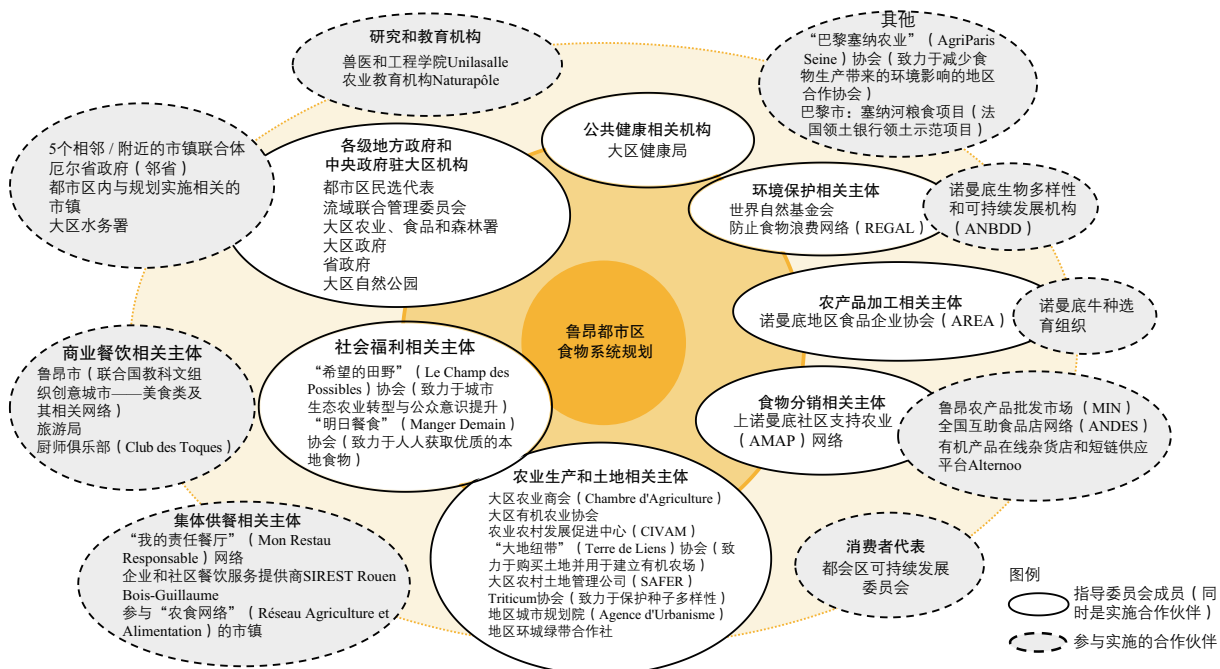 研究和教育机构
兽医和工程学院Unilasalle
农业教育机构Naturapôle
其他
“巴黎塞纳农业”（AgriParis
Seine）协会（致力于减少食
物生产带来的环境影响的地区
合作协会）
巴黎市：塞纳河粮食项目（法
国领土银行领土示范项目）
5个相邻 / 附近的市镇联合体
厄尔省政府（邻省）
都市区内与规划实施相关的
市镇
大区水务署
各级地方政府和
中央政府驻大区机构
都市区民选代表
流域联合管理委员会
大区农业、食品和森林署
大区政府
省政府
大区自然公园
公共健康相关机构
大区健康局
环境保护相关主体
世界自然基金会
防止食物浪费网络（REGAL）
诺曼底生物多样性
和可持续发展机构
（ANBDD）
农产品加工相关主体
诺曼底地区食品企业协会（AREA）
诺曼底牛种选
育组织
鲁昂都市区
食物系统规划
商业餐饮相关主体
鲁昂市（联合国教科文组
织创意城市——美食类及
其相关网络）
旅游局
厨师俱乐部（Club des Toques）
社会福利相关主体
“希望的田野”（Le Champ des
Possibles）协会（致力于城市
生态农业转型与公众意识提升）
“明日餐食”（Manger Demain）
协会（致力于人人获取优质的本
地食物）
食物分销相关主体
上诺曼底社区支持农业
（AMAP）网络
鲁昂农产品批发市场（MIN）
全国互助食品店网络（ANDES）
有机产品在线杂货店和短链供应
平台Alternoo
农业生产和土地相关主体
大区农业商会（Chambre d'Agriculture）
大区有机农业协会
农业农村发展促进中心（CIVAM）
“大地纽带”（Terre de Liens）协会（致
力于购买土地并用于建立有机农场）
大区农村土地管理公司（SAFER）
Triticum协会（致力于保护种子多样性）
地区城市规划院（Agence d'Urbanisme）
地区环城绿带合作社
集体供餐相关主体
“我的责任餐厅”（Mon Restau
Responsable）网络
企业和社区餐饮服务提供商SIREST Rouen
Bois-Guillaume
参与“农食网络”（Réseau Agriculture et
Alimentation）的市镇
消费者代表
都会区可持续发展
委员会
图例
指导委员会成员（同
时是实施合作伙伴）
参与实施的合作伙伴